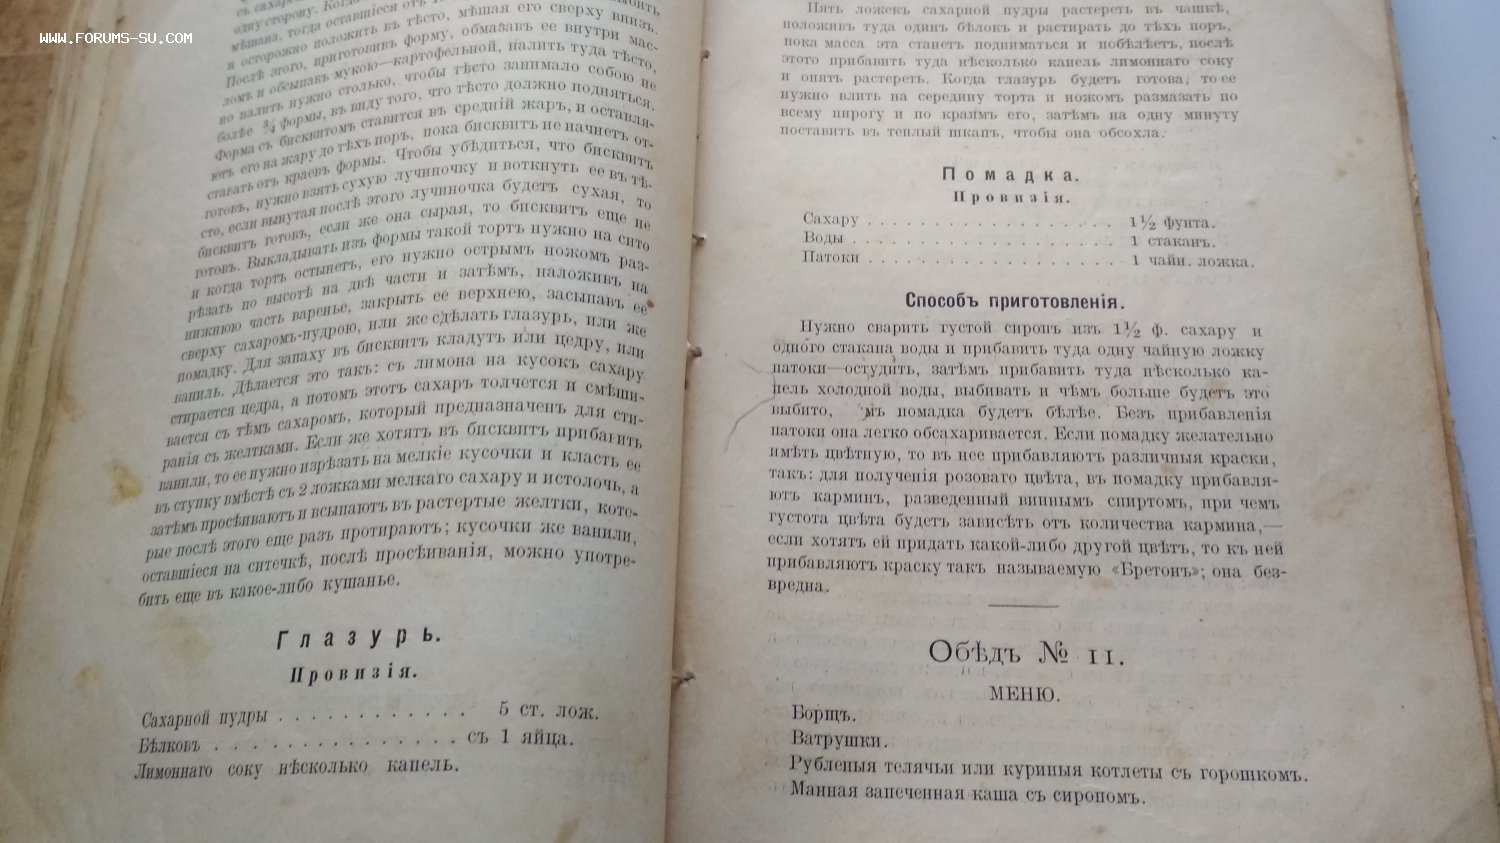 WWW.FORUMS-SU.COM
съ сахаро
одну сторону. Когда
мѣшава, тогда оставшіеся отъ
и осторожно положить въ тѣсто, мѣшая его сверху внизъ.
Послѣ этого, приготовивъ форму, обмазавъ ее внутри мас-
ломъ и обсыпавъ мукою—картофельной, налить туда тѣсто,
но налить нужно столько, чтобы тѣсто занимало собою не
болѣе ¾ формы, въ виду того, что тѣсто должно подняться.
Форма съ бисквитомъ ставится въ средній жаръ, и оставля-
ютъ его на жару до тѣхъ поръ, пока бисквитъ не начнетъ от-
ставать отъ краевъ формы. Чтобы убѣдиться, что бисквитъ
готовъ, нужно взять сухую лучиночку и воткнуть ее въ тѣ-
сто, если вынутая послѣ этого лучиночка будетъ сухая, то
бисквитъ готовъ, если же она сырая, то бисквитъ еще не
готовъ. Выкладывать изъ формы такой тортъ нужно на сито
и когда тортъ остынетъ, его нужно острымъ ножомъ раз-
рѣзать по высотѣ на двѣ части и затѣмъ, наложивъ на
нижнюю часть варенье, закрыть ее верхнею, засыпавъ ее
сверху сахаромъ-пудрою, или же сдѣлать глазурь, или же
помадку. Для запаху въ бисквитъ кладутъ или цедру, или
ваниль. Дѣлается это такъ: съ лимона на кусокъ сахару
стирается цедра, а потомъ этотъ сахаръ толчется и смѣши-
вается съ тѣмъ сахаромъ, который предназначенъ для сти-
ранія съ желтками. Если же хотятъ въ бисквитъ прибавить
ванили, то ее нужно изрѣзать на мелкіе кусочки и класть ее
въ ступку вмѣстѣ съ 2 ложками мелкаго сахару и истолочь, а
затѣмъ просѣиваютъ и всыпаютъ въ растертые желтки, кото-
рые послѣ этого еще разъ протираютъ; кусочки же ванили,
оставшіеся на ситечкѣ, послѣ просѣиванія, можно употре-
бить еще въ какое-либо кушанье.
Глазурь.
Провизія.
Сахарной пудры . . . . . . . . . . . . 5 ст. лож.
Бѣлковъ . . . . . . . . . . . . . . . съ 1 яйца.
Лимоннаго соку нѣсколько капель.
Пять ложекъ сахарной пудры растереть въ чашкѣ,
положивъ туда одинъ бѣлокъ и растирать до тѣхъ поръ,
пока масса эта станетъ подниматься и побѣлѣетъ, послѣ
этого прибавить туда нѣсколько капель лимоннаго соку
и опять растереть. Когда глазурь будетъ готова, то ее
нужно влить на середину торта и ножомъ размазать по
всему пирогу и по краямъ его, затѣмъ на одну минуту
поставить въ теплый шкапъ, чтобы она обсохла.
Помадка.
Провизія.
Сахару . . . . . . . . . . . . . . . . . 1½ фунта.
Воды . . . . . . . . . . . . . . . . . . 1 стаканъ.
Патоки . . . . . . . . . . . . . . . . . 1 чайн. ложка.
Способъ приготовленія.
Нужно сварить густой сиропъ изъ 1½ ф. сахару и
одного стакана воды и прибавить туда одну чайную ложку
патоки—остудить, затѣмъ прибавить туда нѣсколько ка-
пель холодной воды, выбивать и чѣмъ больше будетъ это
выбито, мъ помадка будетъ бѣлѣе. Безъ прибавленія
патоки она легко обсахаривается. Если помадку желательно
имѣть цвѣтную, то въ нее прибавляютъ различныя краски,
такъ: для полученія розоваго цвѣта, въ помадку прибавля-
ютъ карминъ, разведенный виннымъ спиртомъ, при чемъ
густота цвѣта будетъ зависѣть отъ количества кармина,—
если хотятъ ей придать какой-либо другой цвѣтъ, то къ ней
прибавляютъ краску такъ называемую «Бретонъ»; она без-
вредна.
Обѣдъ № 11.
МЕНЮ.
Борщъ.
Ватрушки.
Рубленыя телячьи или куриныя котлеты съ горошкомъ.
Манная запеченная каша съ сиропомъ.